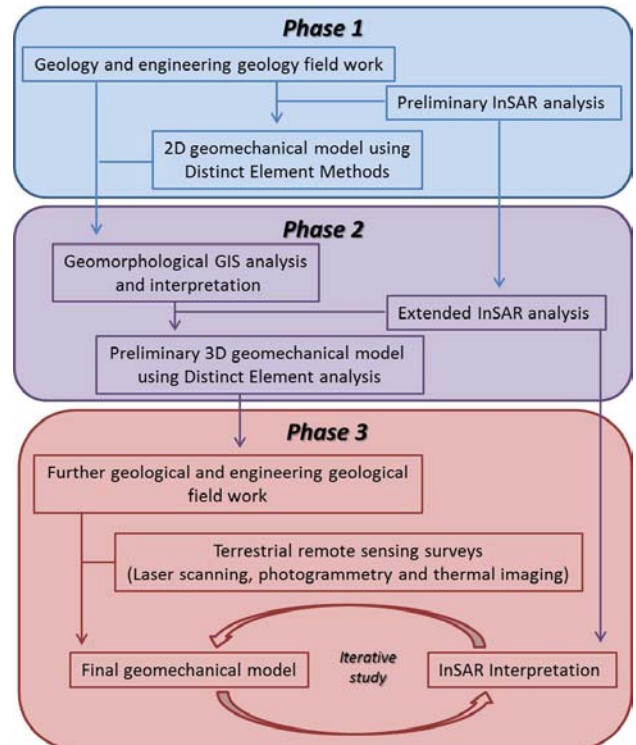 Phase 1
Geology and engineering geology field work
Preliminary InSAR analysis
2D geomechanical model using
Distinct Element Methods
Phase 2
Geomorphological GIS analysis
and interpretation
Extended InSAR analysis
Preliminary 3D geomechanical model
using Distinct Element analysis
Phase 3
Further geological and engineering geological
field work
Terrestrial remote sensing surveys
(Laser scanning, photogrammetry and thermal imaging)
Iterative
study
Final geomechanical model
InSAR Interpretation